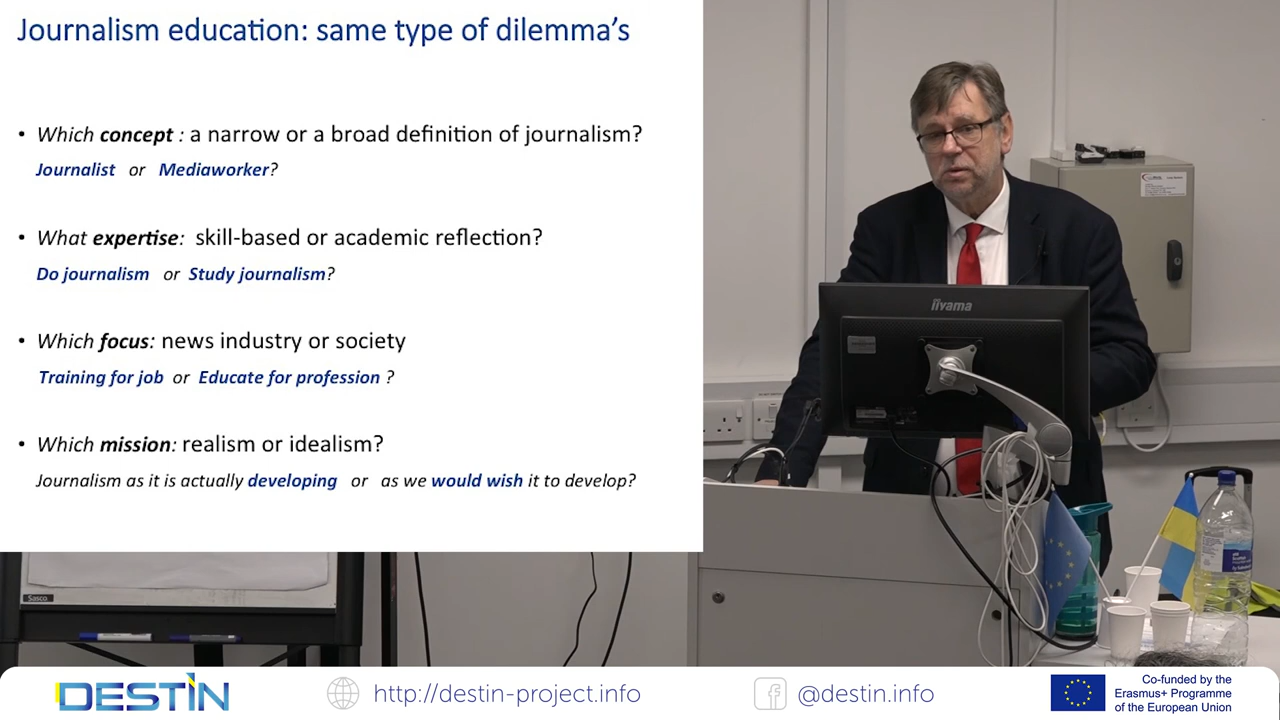 Journalism education: same type of dilemma's
• Which concept : a narrow or a broad definition of journalism?
Journalist or Mediaworker?
• What expertise: skill-based or academic reflection?
Do journalism or Study journalism?
• Which focus: news industry or society
Training for job or Educate for profession ?
• Which mission: realism or idealism?
Journalism as it is actually developing or as we would wish it to develop?
iiyama
Sasco.
DESTIN
http://destin-project.info
@destin.info
Co-funded by the
Erasmus+ Programme
of the European Union